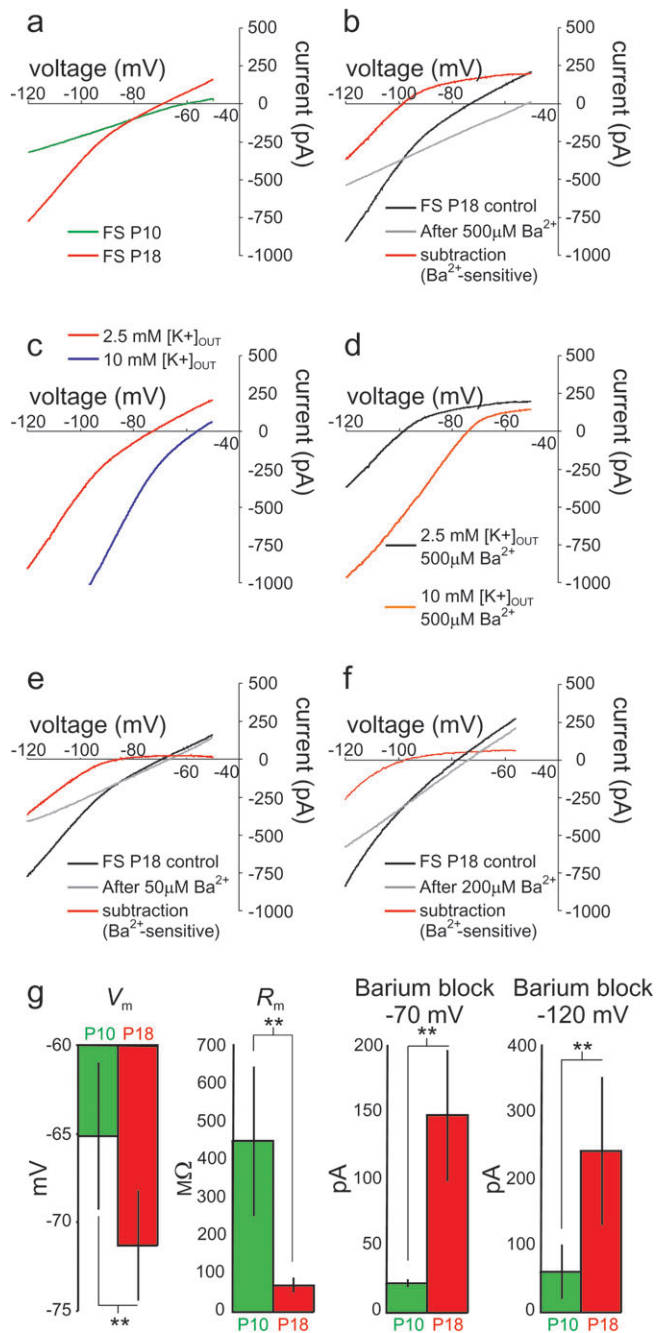 a
voltage (mV)
current (pA)
-120 -100 -80 -60 -40
500
250
0
-250
-500
-750
-1000
FS P10
FS P18
b
voltage (mV)
current (pA)
-120 -100 -80 -60 -40
500
250
0
-250
-500
-750
-1000
FS P18 control
After 500µM Ba²⁺
subtraction
(Ba²⁺-sensitive)
c
2.5 mM [K+]OUT
10 mM [K+]OUT
voltage (mV)
current (pA)
-120 -100 -80 -60 -40
500
250
0
-250
-500
-750
-1000
d
voltage (mV)
current (pA)
-120 -100 -80 -60 -40
500
250
0
-250
-500
-750
-1000
2.5 mM [K+]OUT
500µM Ba²⁺
10 mM [K+]OUT
500µM Ba²⁺
e
voltage (mV)
current (pA)
-120 -100 -80 -60 -40
500
250
0
-250
-500
-750
-1000
FS P18 control
After 50µM Ba²⁺
subtraction
(Ba²⁺-sensitive)
f
voltage (mV)
current (pA)
-120 -100 -80 -60 -40
500
250
0
-250
-500
-750
-1000
FS P18 control
After 200µM Ba²⁺
subtraction
(Ba²⁺-sensitive)
g
Vm
P10 P18
-60
-65
-70
-75
mV
**
Rm
**
700
600
500
400
300
200
100
0
MΩ
P10 P18
Barium block
-70 mV
**
200
150
100
50
0
pA
P10 P18
Barium block
-120 mV
**
400
300
200
100
0
pA
P10 P18